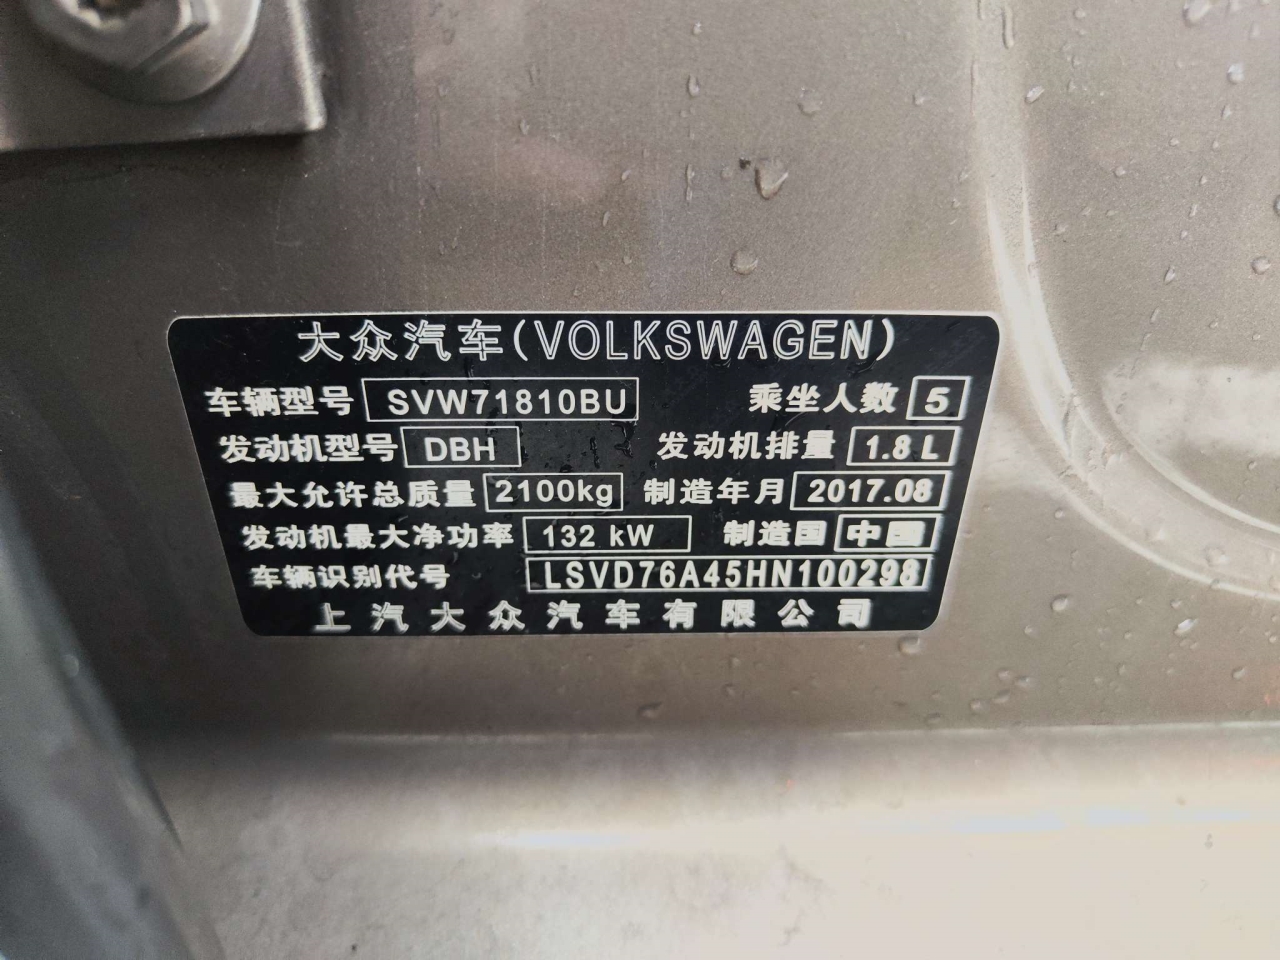 大众汽车(VOLKSWAGEN)
车辆型号 SVW71810BU 乘坐人数 5
发动机型号 DBH 发动机排量 1.8L
最大允许总质量 2100kg 制造年月 2017.08
发动机最大净功率 132 kW 制造国 中国
车辆识别代号 LSVD76A45HN100298
上汽大众汽车有限公司